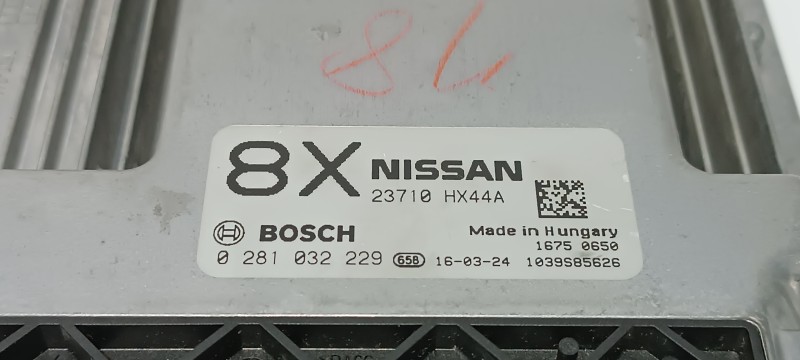 8X NISSAN
23710 HX44A
BOSCH
Made in Hungary
1675 0650
0 281 032 229 658 16-03-24 1039S85626